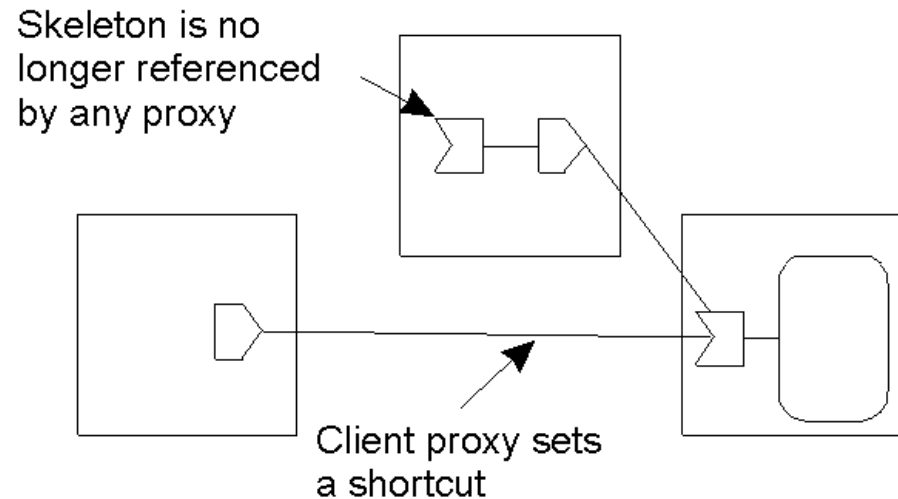 Skeleton is no
longer referenced
by any proxy
Client proxy sets
a shortcut